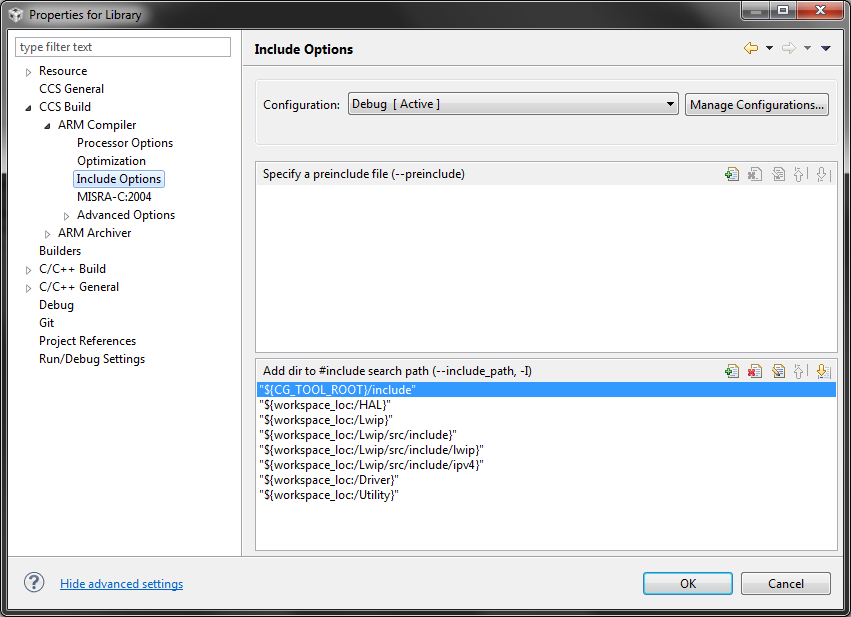 Properties for Library
type filter text
Resource
CCS General
CCS Build
ARM Compiler
Processor Options
Optimization
Include Options
MISRA-C:2004
Advanced Options
ARM Archiver
Builders
C/C++ Build
C/C++ General
Debug
Git
Project References
Run/Debug Settings
Include Options
Configuration: Debug [ Active ] Manage Configurations...
Specify a preinclude file (--preinclude)
Add dir to #include search path (--include_path, -I)
"${CG_TOOL_ROOT}/include"
"${workspace_loc:/HAL}"
"${workspace_loc:/Lwip}"
"${workspace_loc:/Lwip/src/include}"
"${workspace_loc:/Lwip/src/include/lwip}"
"${workspace_loc:/Lwip/src/include/ipv4}"
"${workspace_loc:/Driver}"
"${workspace_loc:/Utility}"
? Hide advanced settings OK Cancel